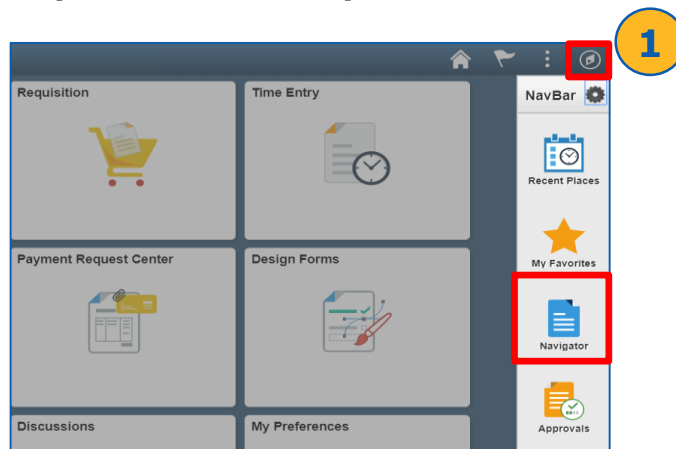 1
Requisition
Time Entry
NavBar
Recent Places
Payment Request Center
Design Forms
My Favorites
Navigator
Discussions
My Preferences
Approvals